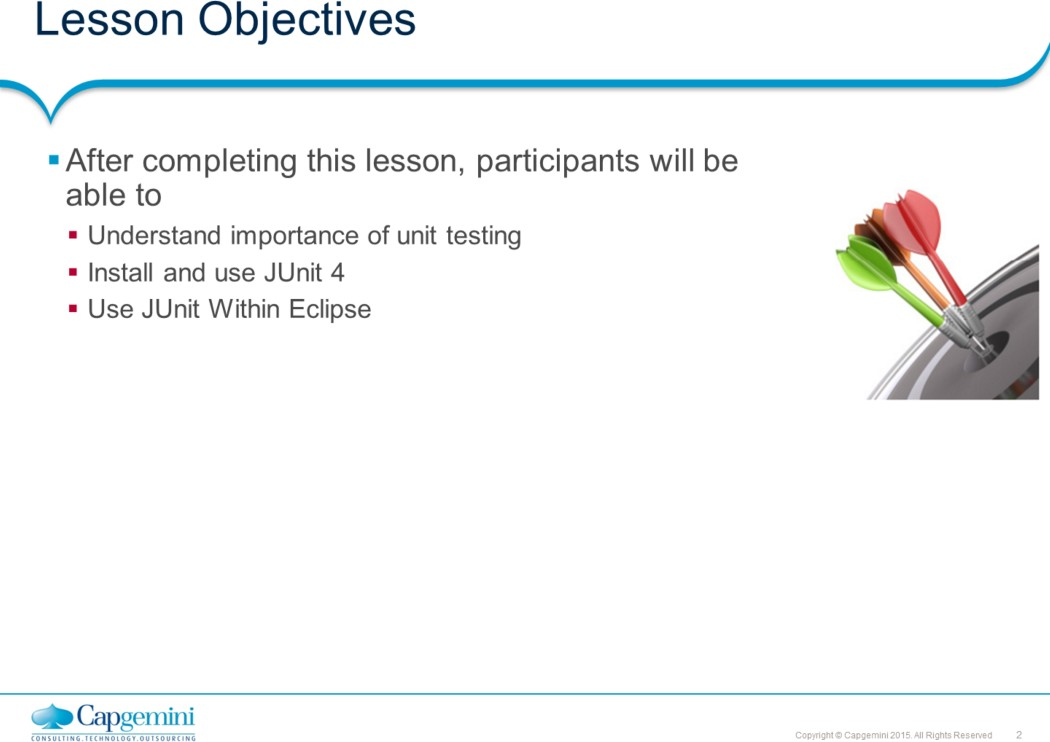 Lesson Objectives
▪ After completing this lesson, participants will be
able to
▪ Understand importance of unit testing
▪ Install and use JUnit 4
▪ Use JUnit Within Eclipse
Capgemini
CONSULTING.TECHNOLOGY.OUTSOURCING
Copyright © Capgemini 2015. All Rights Reserved 2